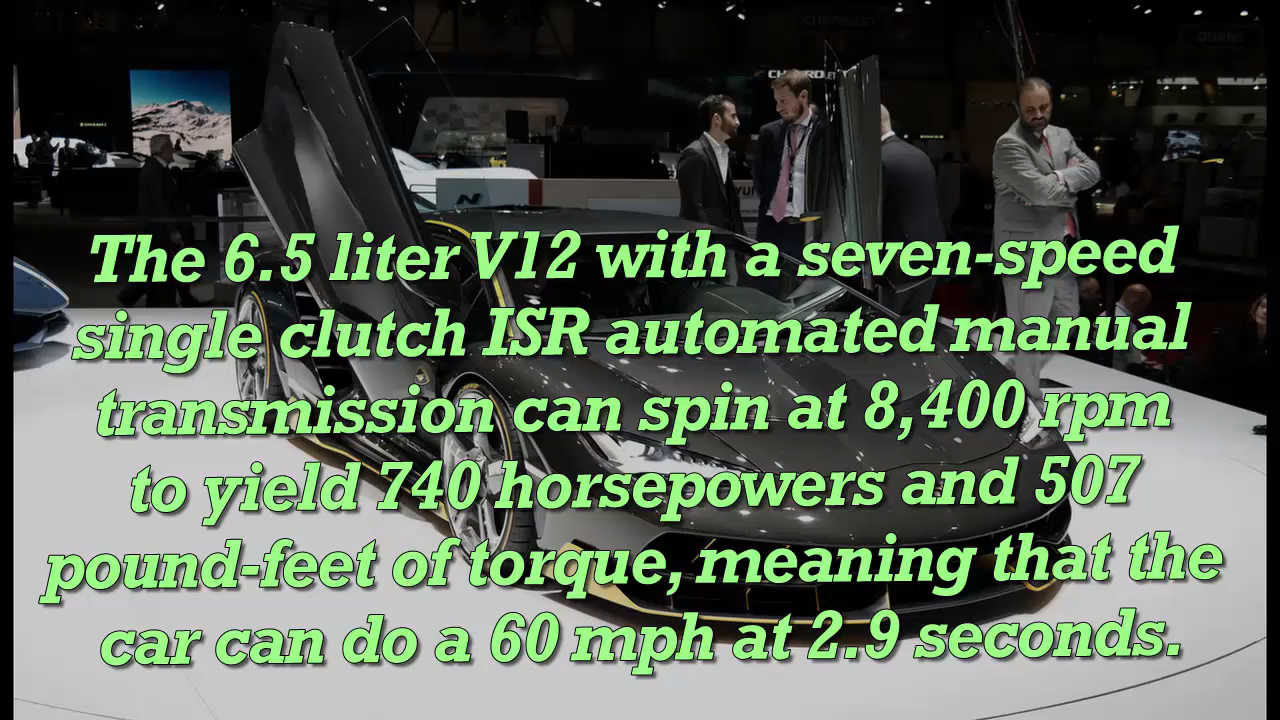 CHEVROLET
QUANT
The 6.5 liter V12 with a seven-speed
single clutch ISR automated manual
transmission can spin at 8,400 rpm
to yield 740 horsepowers and 507
pound-feet of torque, meaning that the
car can do a 60 mph at 2.9 seconds.